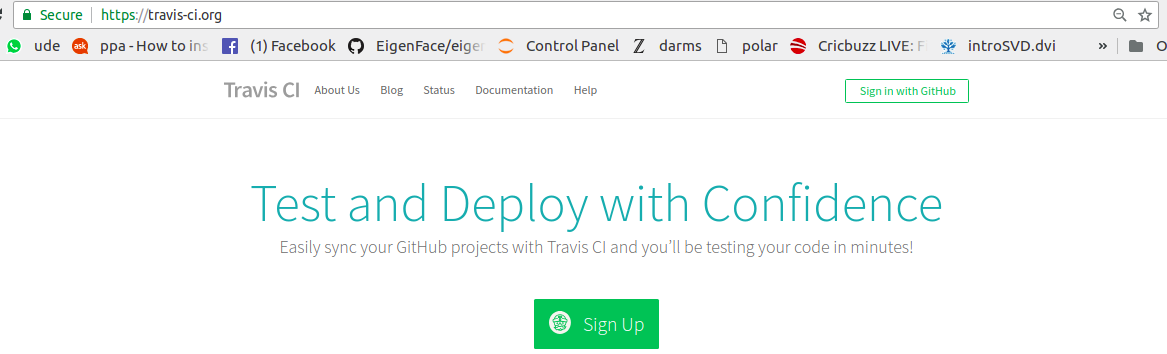 Secure https://travis-ci.org
ude ppa - How to ins (1) Facebook EigenFace/eige Control Panel darms polar Cricbuzz LIVE: F introSVD.dvi » O
Travis CI About Us Blog Status Documentation Help Sign in with GitHub
Test and Deploy with Confidence
Easily sync your GitHub projects with Travis CI and you'll be testing your code in minutes!
Sign Up